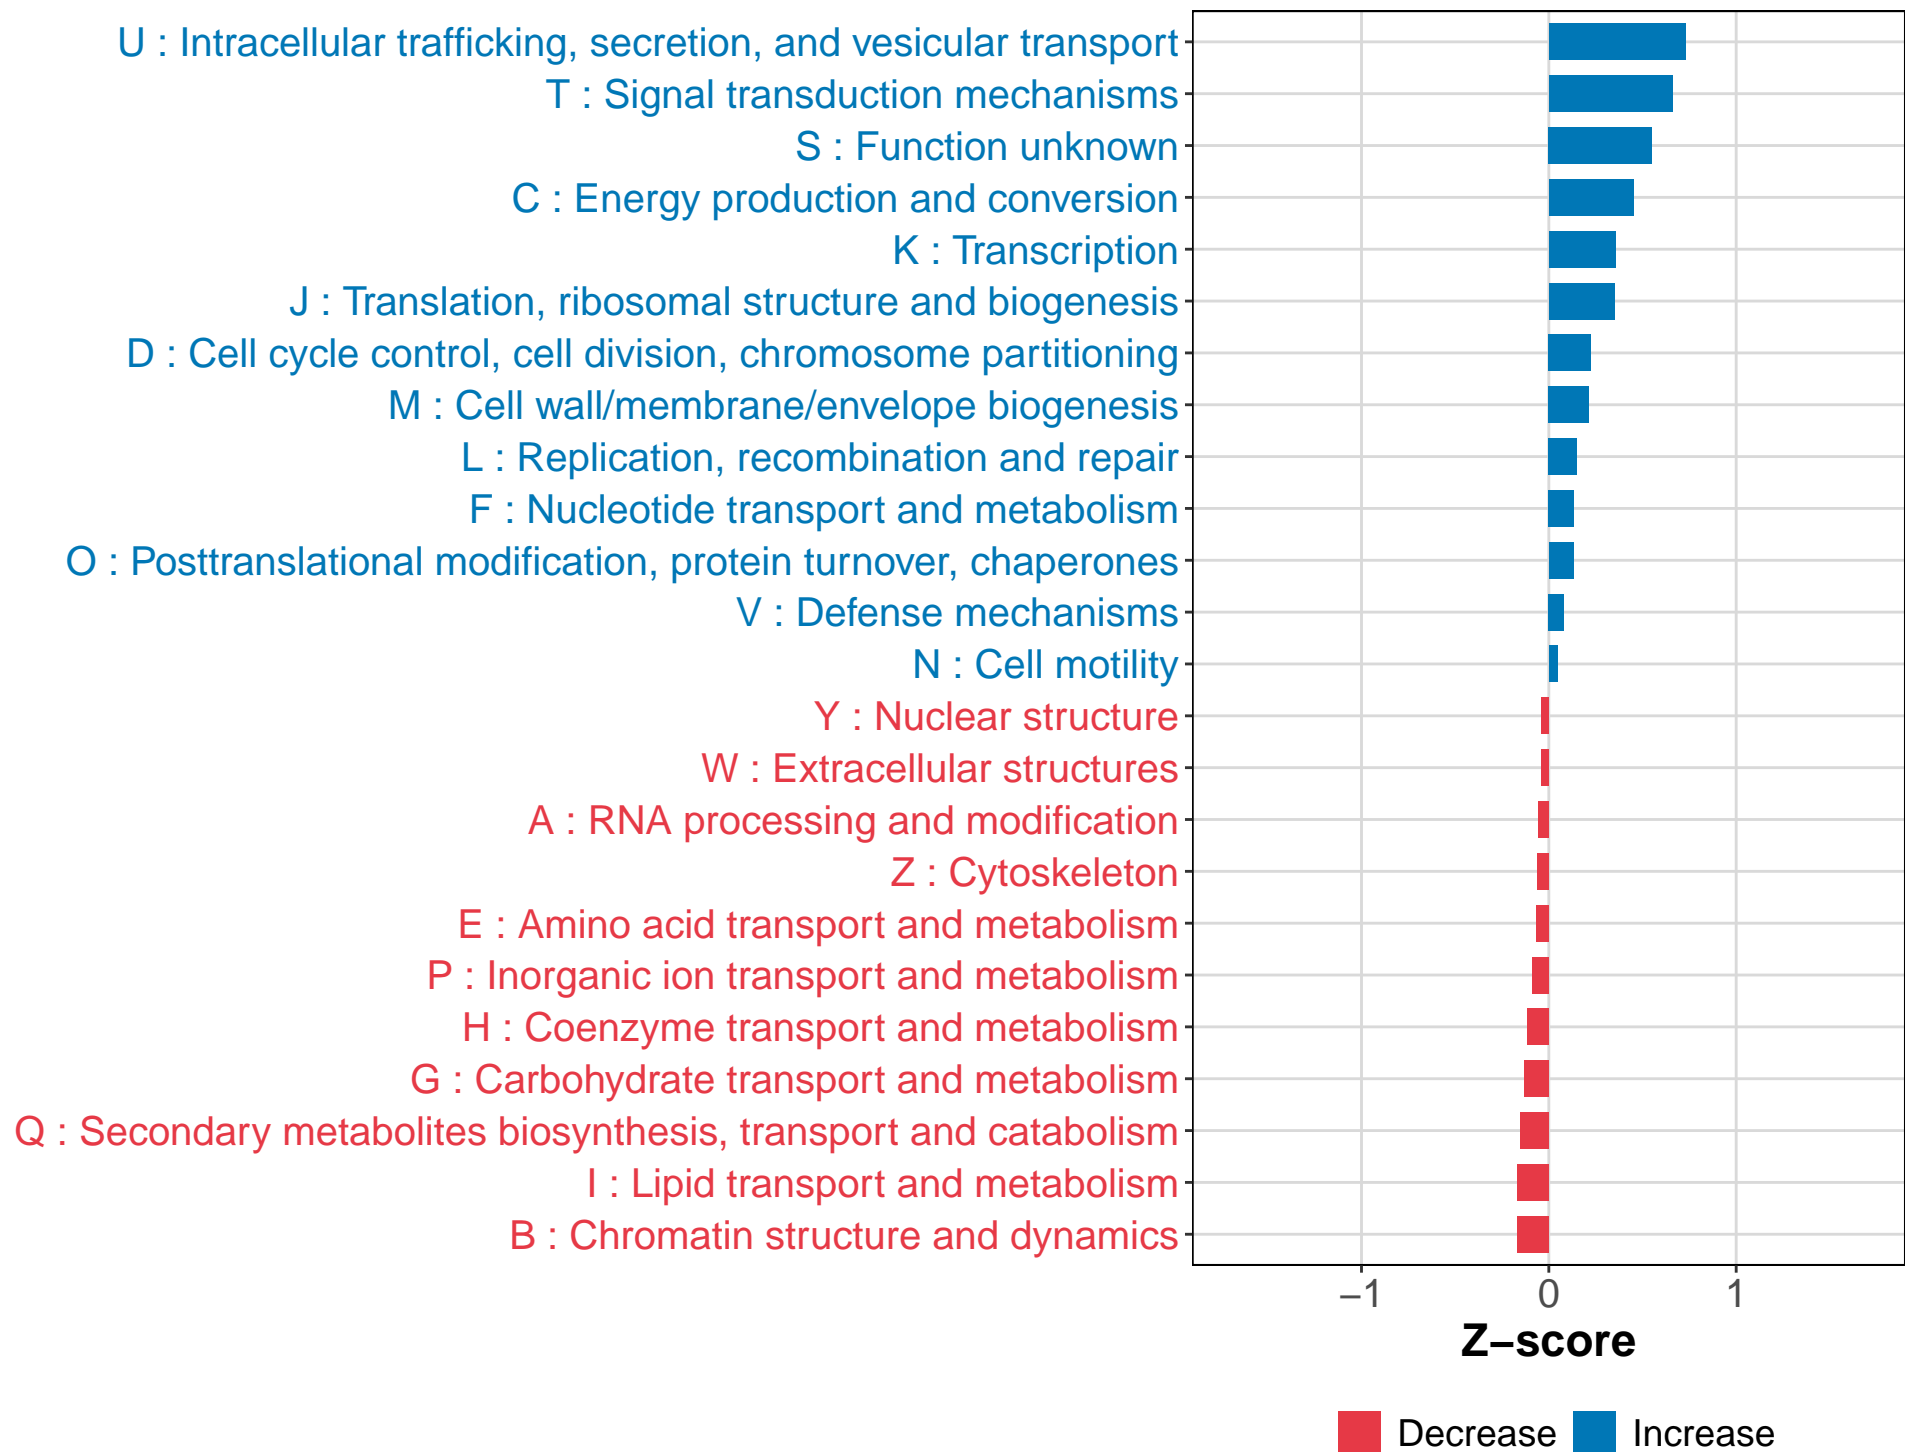 U : Intracellular trafficking, secretion, and vesicular transport
T : Signal transduction mechanisms
S : Function unknown
C : Energy production and conversion
K : Transcription
J : Translation, ribosomal structure and biogenesis
D : Cell cycle control, cell division, chromosome partitioning
M : Cell wall/membrane/envelope biogenesis
L : Replication, recombination and repair
F : Nucleotide transport and metabolism
O : Posttranslational modification, protein turnover, chaperones
V : Defense mechanisms
N : Cell motility
Y : Nuclear structure
W : Extracellular structures
A : RNA processing and modification
Z : Cytoskeleton
E : Amino acid transport and metabolism
P : Inorganic ion transport and metabolism
H : Coenzyme transport and metabolism
G : Carbohydrate transport and metabolism
Q : Secondary metabolites biosynthesis, transport and catabolism
I : Lipid transport and metabolism
B : Chromatin structure and dynamics
−1 0 1
Z−score
Decrease Increase